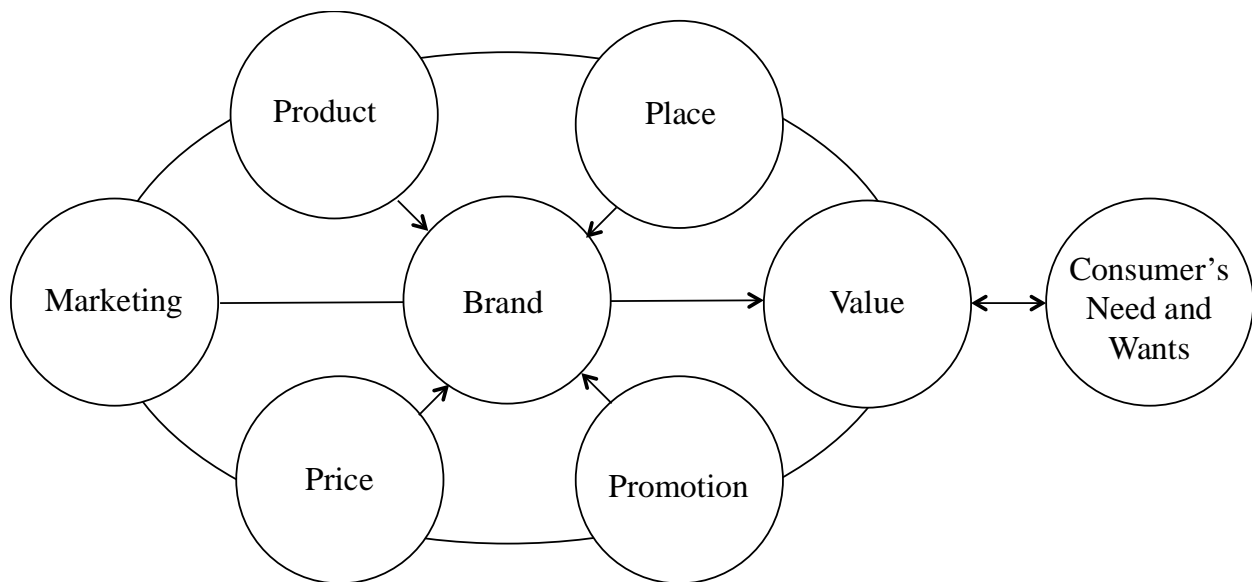 Product
Place
Marketing
Brand
Value
Consumer’s
Need and
Wants
Price
Promotion